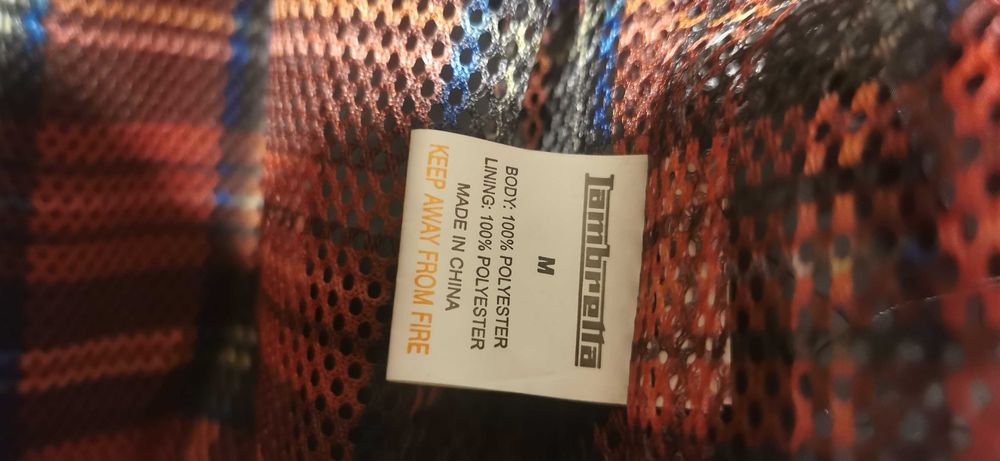 lambretta
M
BODY: 100% POLYESTER
LINING: 100% POLYESTER
MADE IN CHINA
KEEP AWAY FROM FIRE